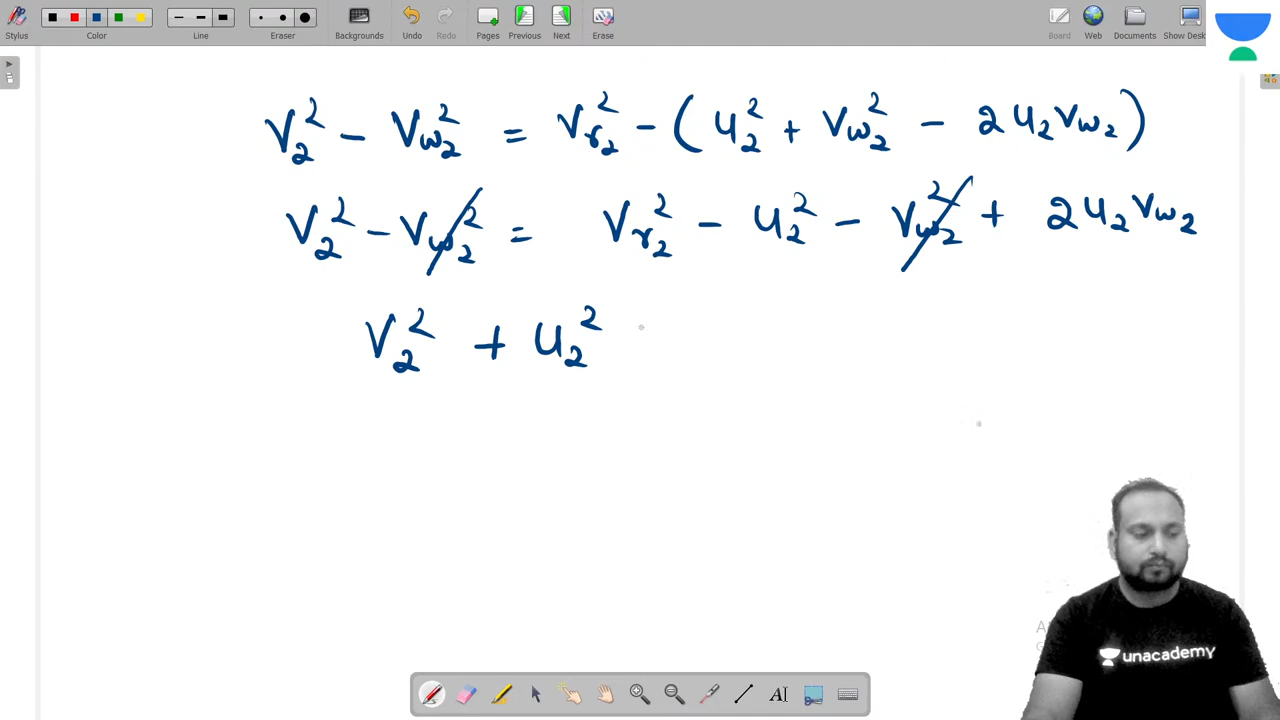 Stylus Color Line Eraser Backgrounds Undo Redo Pages Previous Next Erase Board Web Documents Show Desk
V₂² - Vw₂² = Vr₂² - (u₂² + Vw₂² - 2u₂Vw₂)
V₂² - Vw₂² = Vr₂² - u₂² - Vw₂² + 2u₂Vw₂
V₂² + u₂²
unacademy